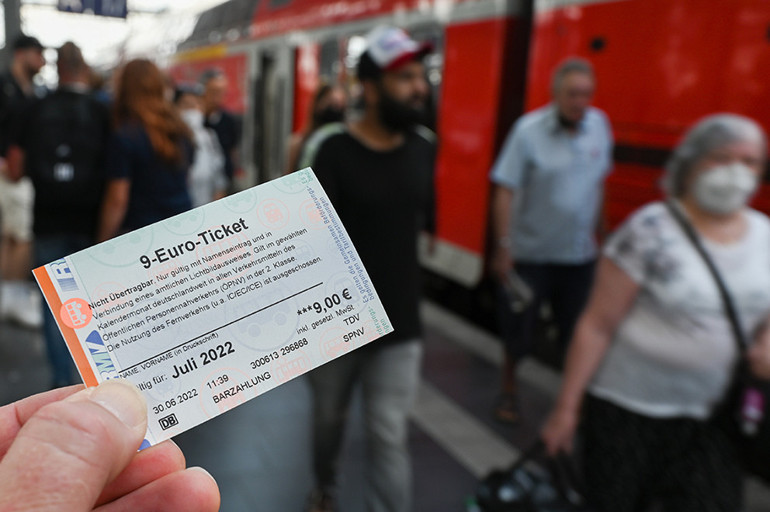 9-Euro-Ticket
Nicht Übertragbar. Nur gültig mit Namenseintrag und in
Verbindung eines amtlichen Lichtbildausweises. Gilt im gewählten
Kalendermonat deutschlandweit in allen Verkehrsmitteln des
Öffentlichen Personennahverkehrs (ÖPNV) in der 2. Klasse
Die Nutzung des Fernverkehrs (u.a. IC/EC/ICE) ist ausgeschlossen.
***9,00 €
NAME, VORNAME (in Druckschrift)
inkl. gesetzl. MwSt
ltig für: Juli 2022
TDV
30.06.2022 11:39 300613 296868 SPNV
DB BARZAHLUNG